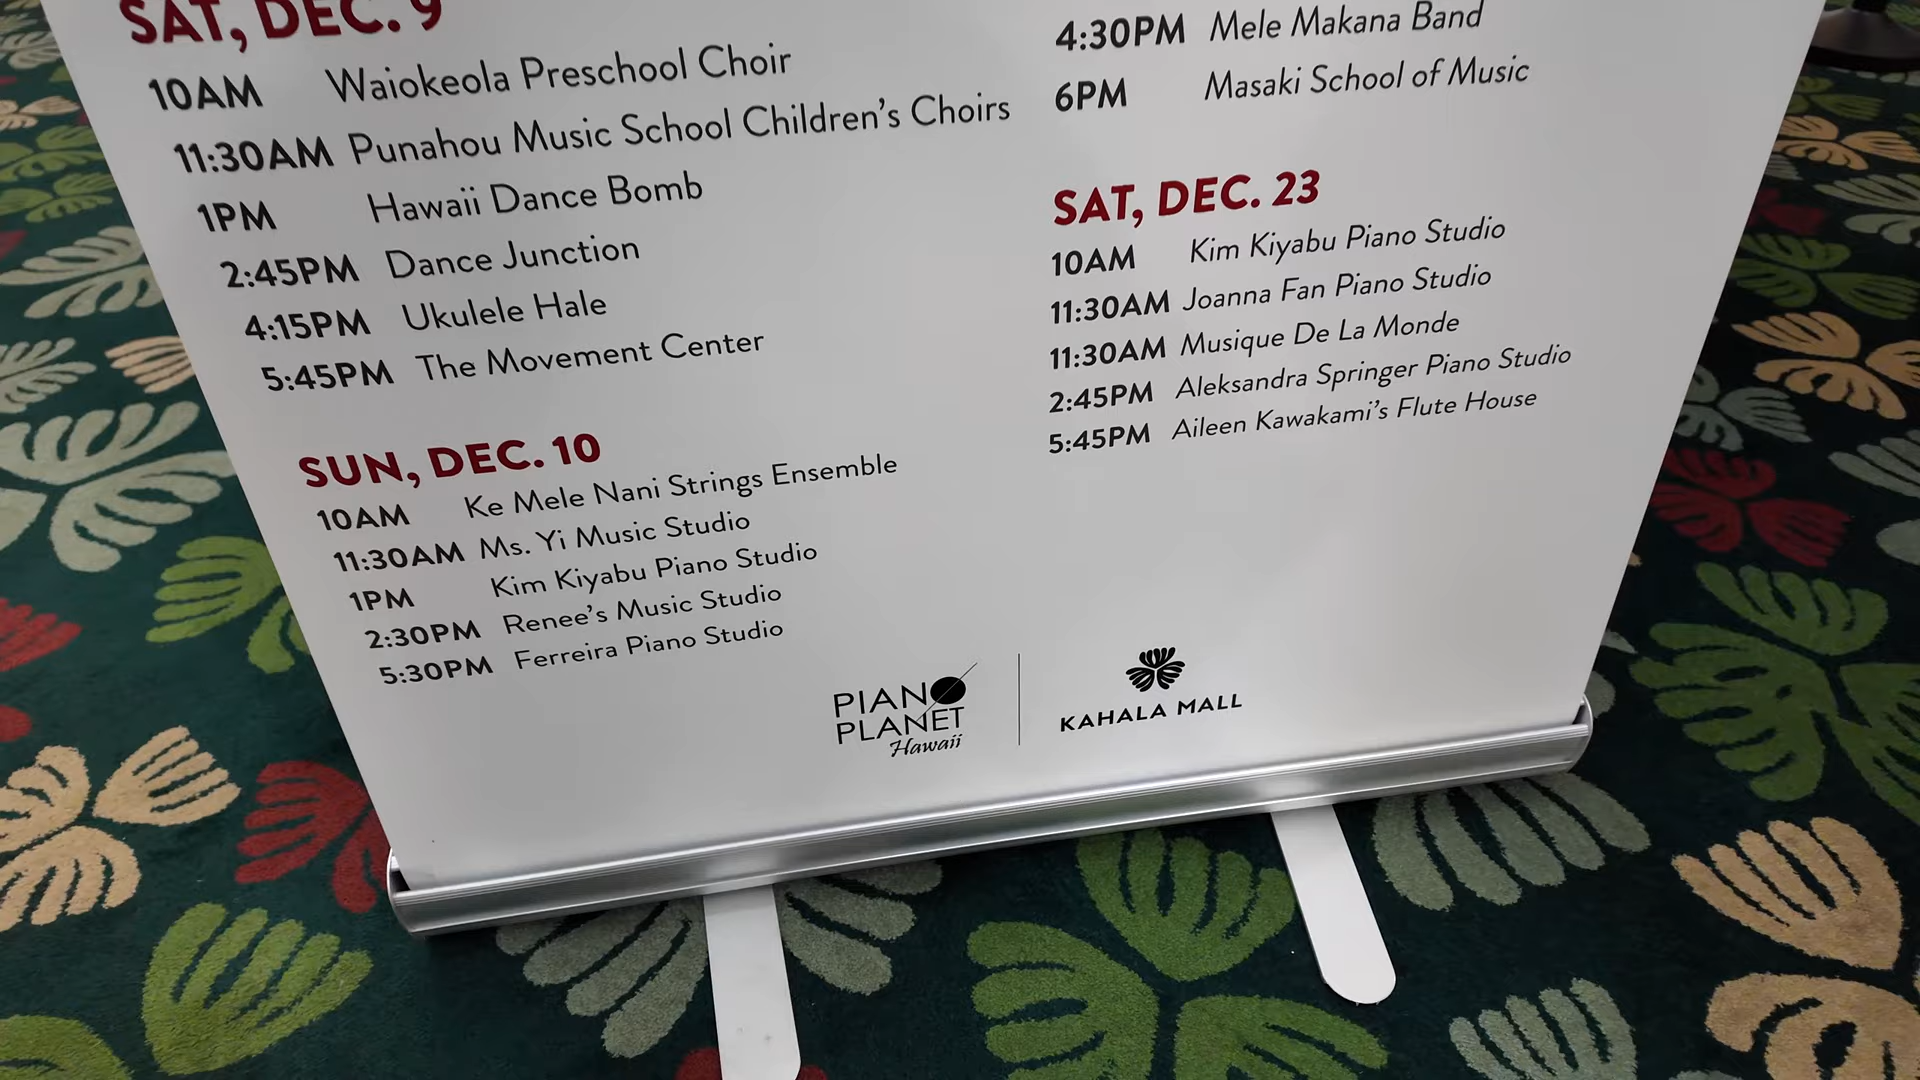 SAT, DEC. 9
10AM Waiokeola Preschool Choir
11:30AM Punahou Music School Children's Choirs
1PM Hawaii Dance Bomb
2:45PM Dance Junction
4:15PM Ukulele Hale
5:45PM The Movement Center
SUN, DEC. 10
10AM Ke Mele Nani Strings Ensemble
11:30AM Ms. Yi Music Studio
1PM Kim Kiyabu Piano Studio
2:30PM Renee's Music Studio
5:30PM Ferreira Piano Studio
4:30PM Mele Makana Band
6PM Masaki School of Music
SAT, DEC. 23
10AM Kim Kiyabu Piano Studio
11:30AM Joanna Fan Piano Studio
11:30AM Musique De La Monde
2:45PM Aleksandra Springer Piano Studio
5:45PM Aileen Kawakami's Flute House
PIANO
PLANET
Hawaii
KAHALA MALL